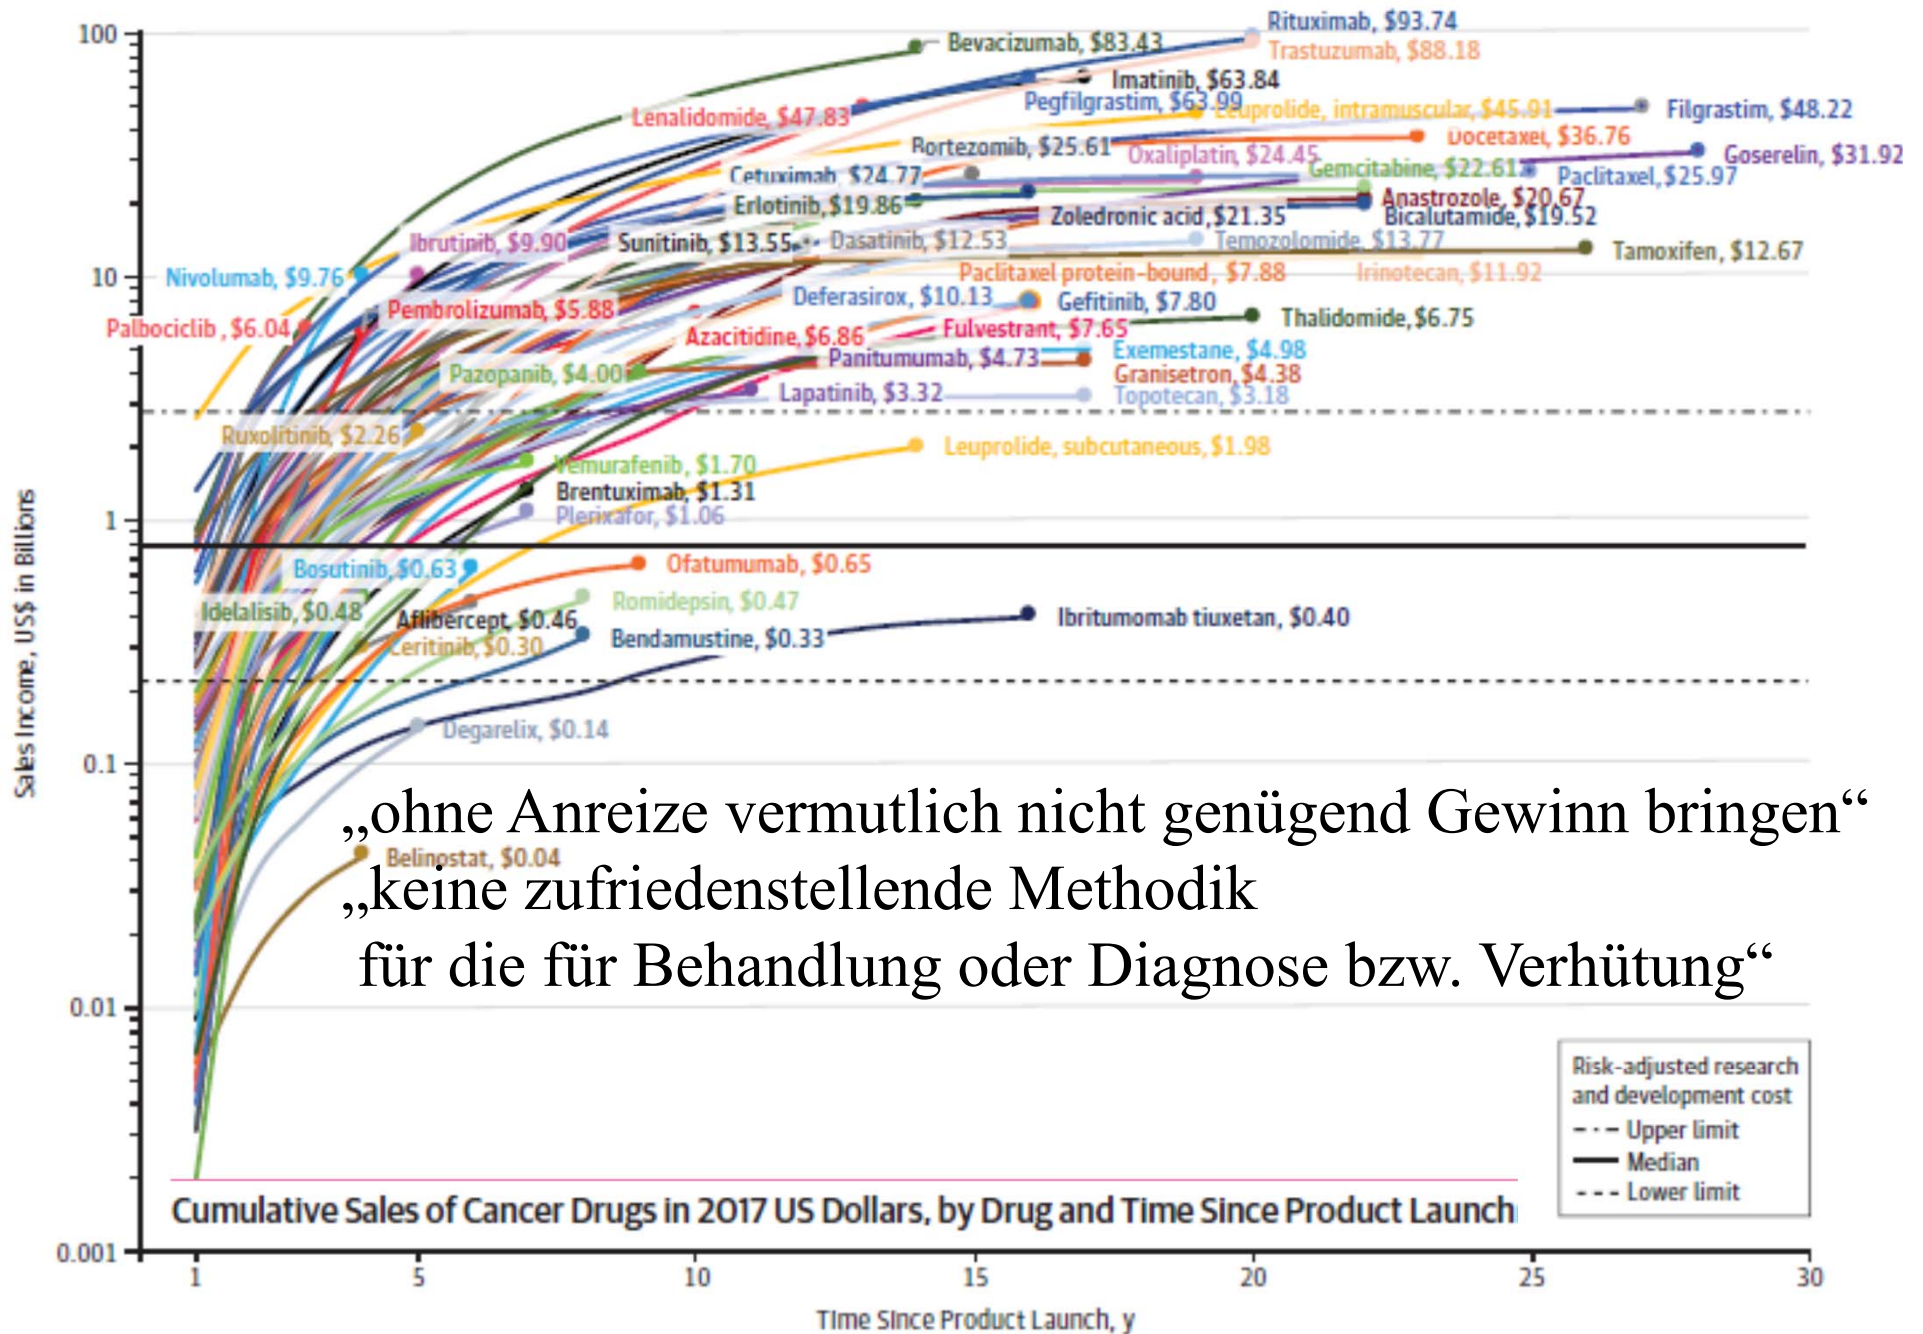 100
10
1
0.1
0.01
0.001
Sales Income, US$ in Billions
Rituximab, $93.74
Bevacizumab, $83.43
Trastuzumab, $88.18
Imatinib, $63.84
Pegfilgrastim, $63.99
Leuprolide, intramuscular, $45.91
Filgrastim, $48.22
Lenalidomide, $47.83
Docetaxel, $36.76
Bortezomib, $25.61
Oxaliplatin, $24.45
Goserelin, $31.92
Gemcitabine, $22.61
Cetuximab, $24.77
Paclitaxel, $25.97
Anastrozole, $20.67
Erlotinib, $19.86
Zoledronic acid, $21.35
Bicalutamide, $19.52
Ibrutinib, $9.90
Sunitinib, $13.55
Dasatinib, $12.53
Temozolomide, $13.77
Tamoxifen, $12.67
Nivolumab, $9.76
Paclitaxel protein-bound, $7.88
Irinotecan, $11.92
Deferasirox, $10.13
Gefitinib, $7.80
Pembrolizumab, $5.88
Thalidomide, $6.75
Palbociclib, $6.04
Azacitidine, $6.86
Fulvestrant, $7.65
Panitumumab, $4.73
Exemestane, $4.98
Pazopanib, $4.00
Granisetron, $4.38
Lapatinib, $3.32
Topotecan, $3.18
Ruxolitinib, $2.26
Leuprolide, subcutaneous, $1.98
Vemurafenib, $1.70
Brentuximab, $1.31
Plerixafor, $1.06
Bosutinib, $0.63
Ofatumumab, $0.65
Idelalisib, $0.48
Romidepsin, $0.47
Aflibercept, $0.46
Ibritumomab tiuxetan, $0.40
Ceritinib, $0.30
Bendamustine, $0.33
Degarelix, $0.14
„ohne Anreize vermutlich nicht genügend Gewinn bringen“
Belinostat, $0.04
„keine zufriedenstellende Methodik
für die für Behandlung oder Diagnose bzw. Verhütung“
Risk-adjusted research
and development cost
Upper limit
Median
Lower limit
Cumulative Sales of Cancer Drugs in 2017 US Dollars, by Drug and Time Since Product Launch
1 5 10 15 20 25 30
Time Since Product Launch, y